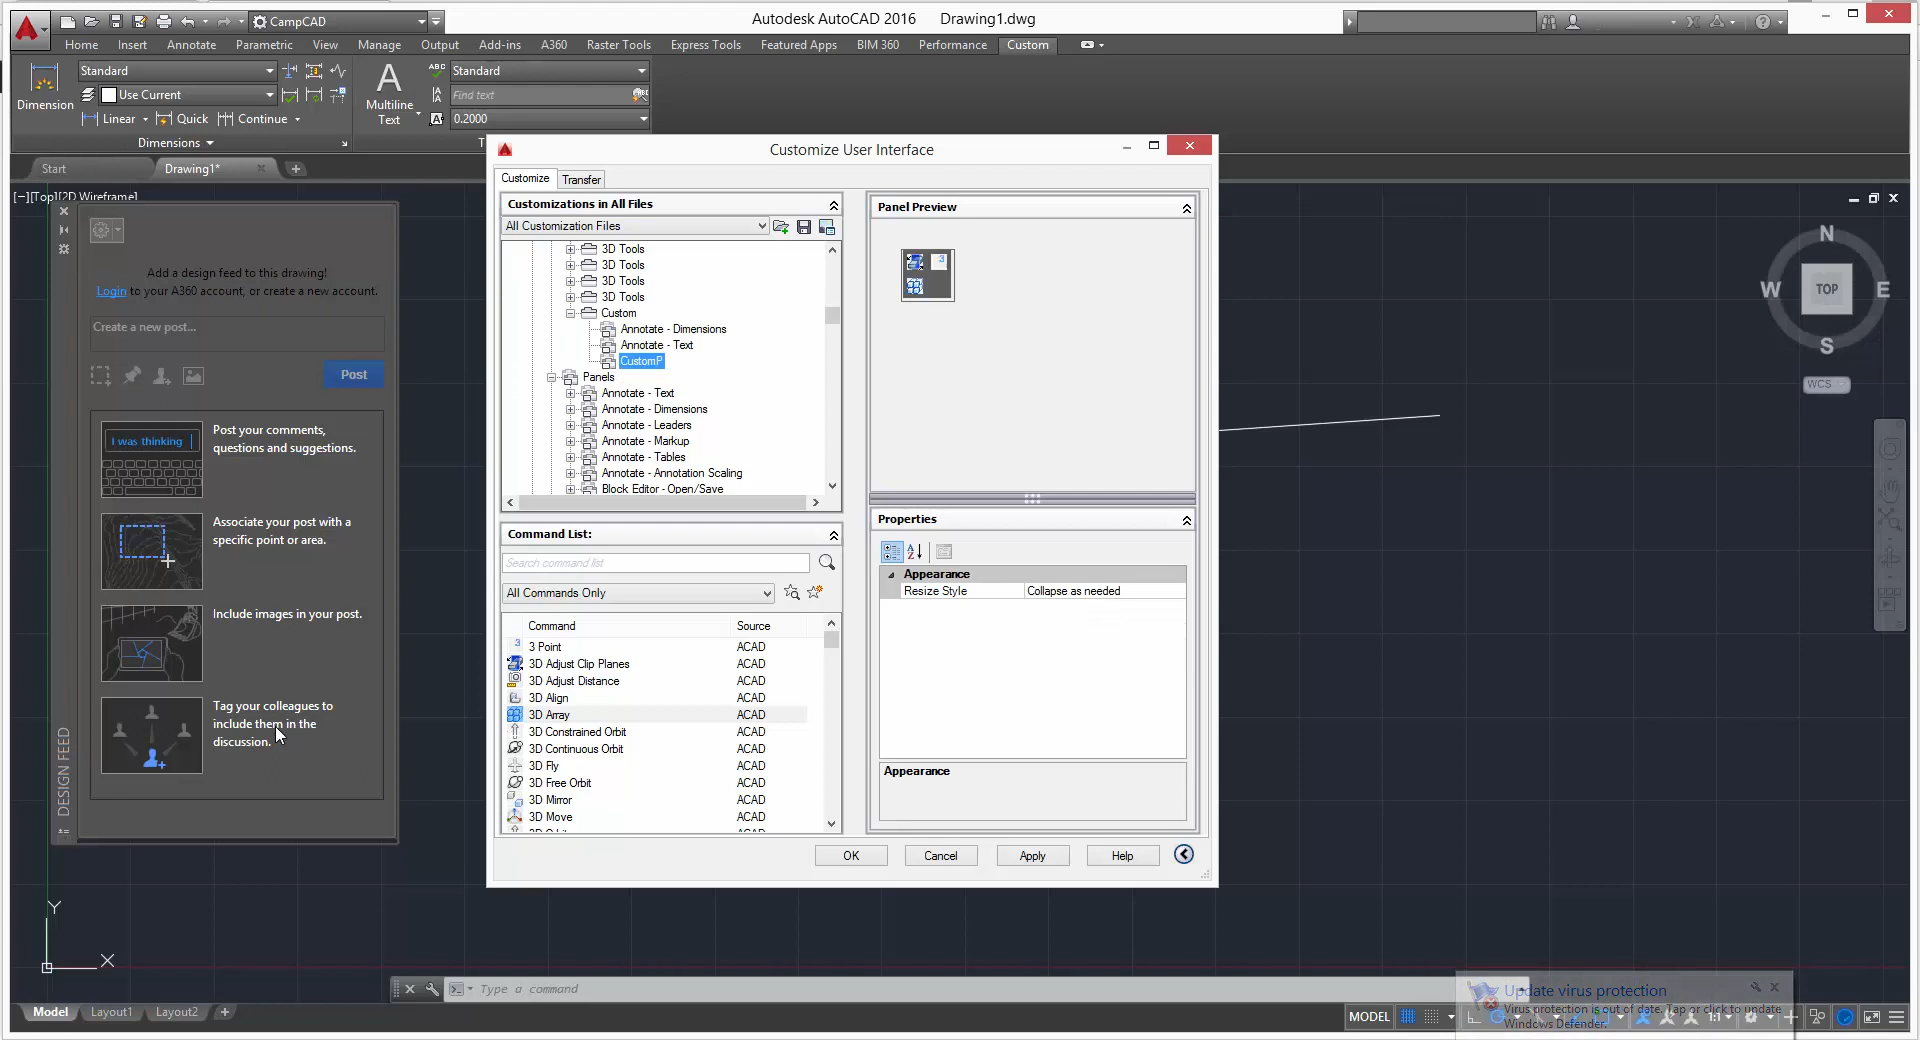 CampCAD
Autodesk AutoCAD 2016 Drawing1.dwg
Home Insert Annotate Parametric View Manage Output Add-ins A360 Raster Tools Express Tools Featured Apps BIM 360 Performance Custom
Standard
Use Current
Dimension
Linear Quick Continue
Dimensions
A
Multiline
Text
ABC
Standard
Find text
0.2000
Start Drawing1* 
[−][Top][2D Wireframe]
Add a design feed to this drawing!
Login to your A360 account, or create a new account.
Create a new post...
Post
I was thinking
Post your comments,
questions and suggestions.
Associate your post with a
specific point or area.
Include images in your post.
Tag your colleagues to
include them in the
discussion.
DESIGN FEED
Customize User Interface
Customize Transfer
Customizations in All Files
All Customization Files
3D Tools
3D Tools
3D Tools
3D Tools
Custom
Annotate - Dimensions
Annotate - Text
CustomP
Panels
Annotate - Text
Annotate - Dimensions
Annotate - Leaders
Annotate - Markup
Annotate - Tables
Annotate - Annotation Scaling
Block Editor - Open/Save
Command List:
Search command list
All Commands Only
Command Source
3 Point ACAD
3D Adjust Clip Planes ACAD
3D Adjust Distance ACAD
3D Align ACAD
3D Array ACAD
3D Constrained Orbit ACAD
3D Continuous Orbit ACAD
3D Fly ACAD
3D Free Orbit ACAD
3D Mirror ACAD
3D Move ACAD
Panel Preview
3
Properties
Appearance
Resize Style Collapse as needed
Appearance
OK Cancel Apply Help
N
W TOP E
S
WCS
Y
X
Type a command
Model Layout1 Layout2
MODEL
1:1
Update virus protection
Virus protection is out of date. Tap or click to update
Windows Defender.